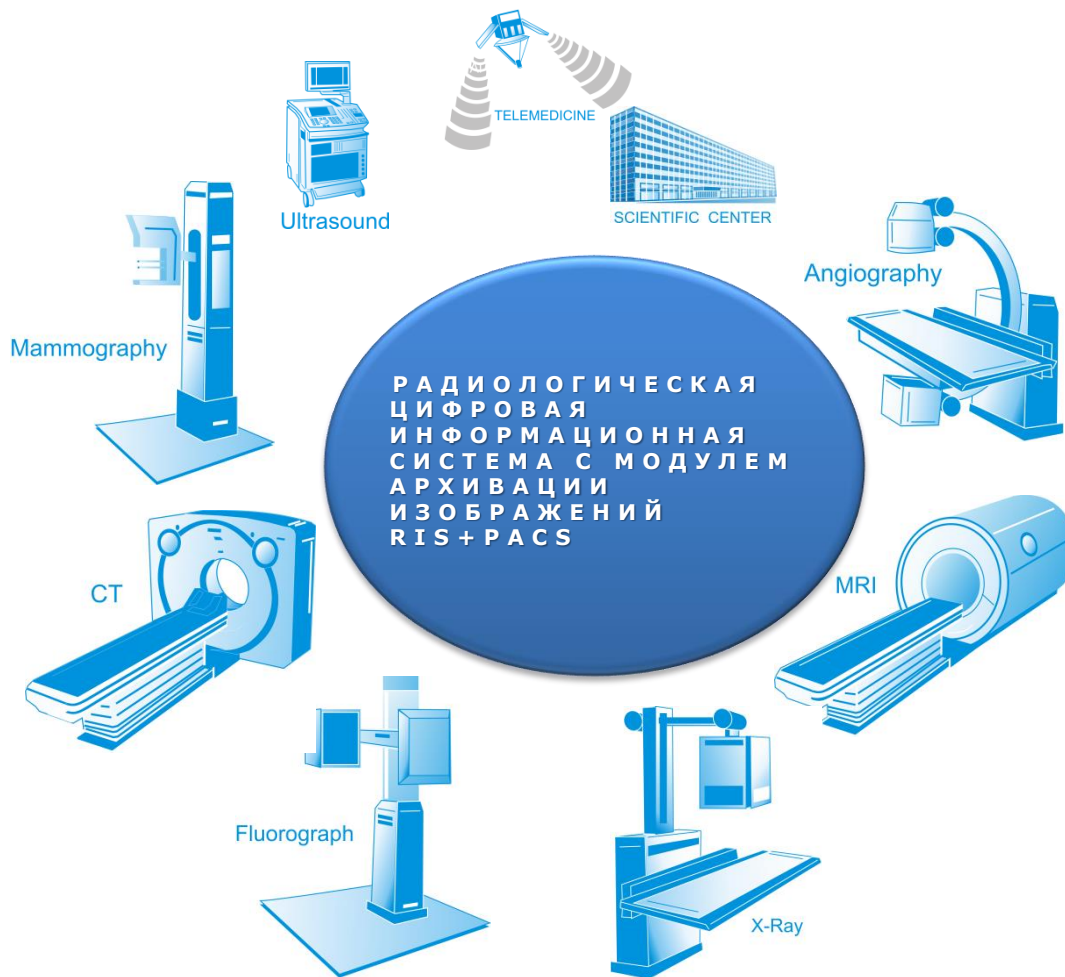 TELEMEDICINE
Ultrasound
SCIENTIFIC CENTER
Angiography
Mammography
РАДИОЛОГИЧЕСКАЯ
ЦИФРОВАЯ
ИНФОРМАЦИОННАЯ
СИСТЕМА С МОДУЛЕМ
АРХИВАЦИИ
ИЗОБРАЖЕНИЙ
RIS+PACS
CT
MRI
Fluorograph
X-Ray